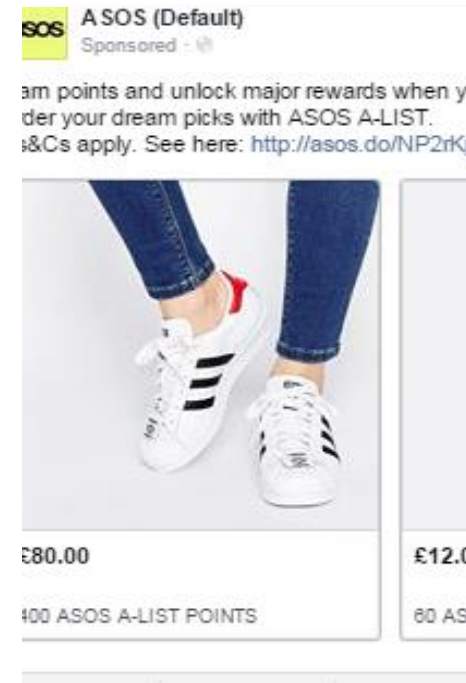 sos
ASOS (Default)
Sponsored ·
am points and unlock major rewards when y
der your dream picks with ASOS A-LIST.
s&Cs apply. See here: http://asos.do/NP2rK
£80.00
£12.0
400 ASOS A-LIST POINTS
60 AS